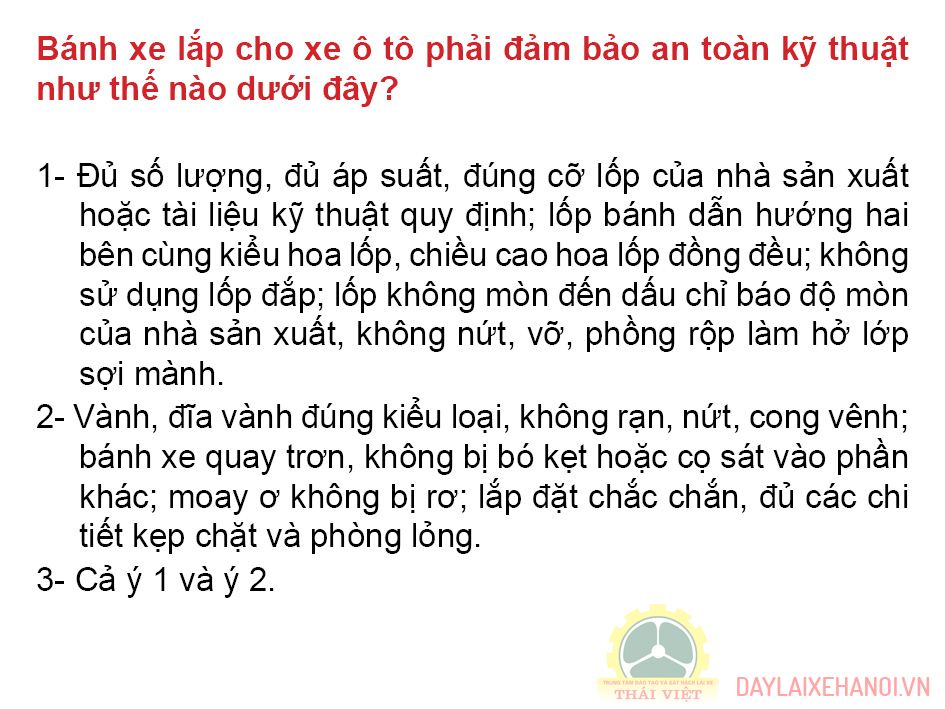 Bánh xe lắp cho xe ô tô phải đảm bảo an toàn kỹ thuật
như thế nào dưới đây?
1- Đủ số lượng, đủ áp suất, đúng cỡ lốp của nhà sản xuất
hoặc tài liệu kỹ thuật quy định; lốp bánh dẫn hướng hai
bên cùng kiểu hoa lốp, chiều cao hoa lốp đồng đều; không
sử dụng lốp đắp; lốp không mòn đến dấu chỉ báo độ mòn
của nhà sản xuất, không nứt, vỡ, phồng rộp làm hở lớp
sợi mành.
2- Vành, đĩa vành đúng kiểu loại, không rạn, nứt, cong vênh;
bánh xe quay trơn, không bị bó kẹt hoặc cọ sát vào phần
khác; moay ơ không bị rơ; lắp đặt chắc chắn, đủ các chi
tiết kẹp chặt và phòng lỏng.
3- Cả ý 1 và ý 2.
TRUNG TÂM ĐÀO TẠO VÀ SÁT HẠCH LÁI XE
THÁI VIỆT
DAYLAIXEHANOI.VN